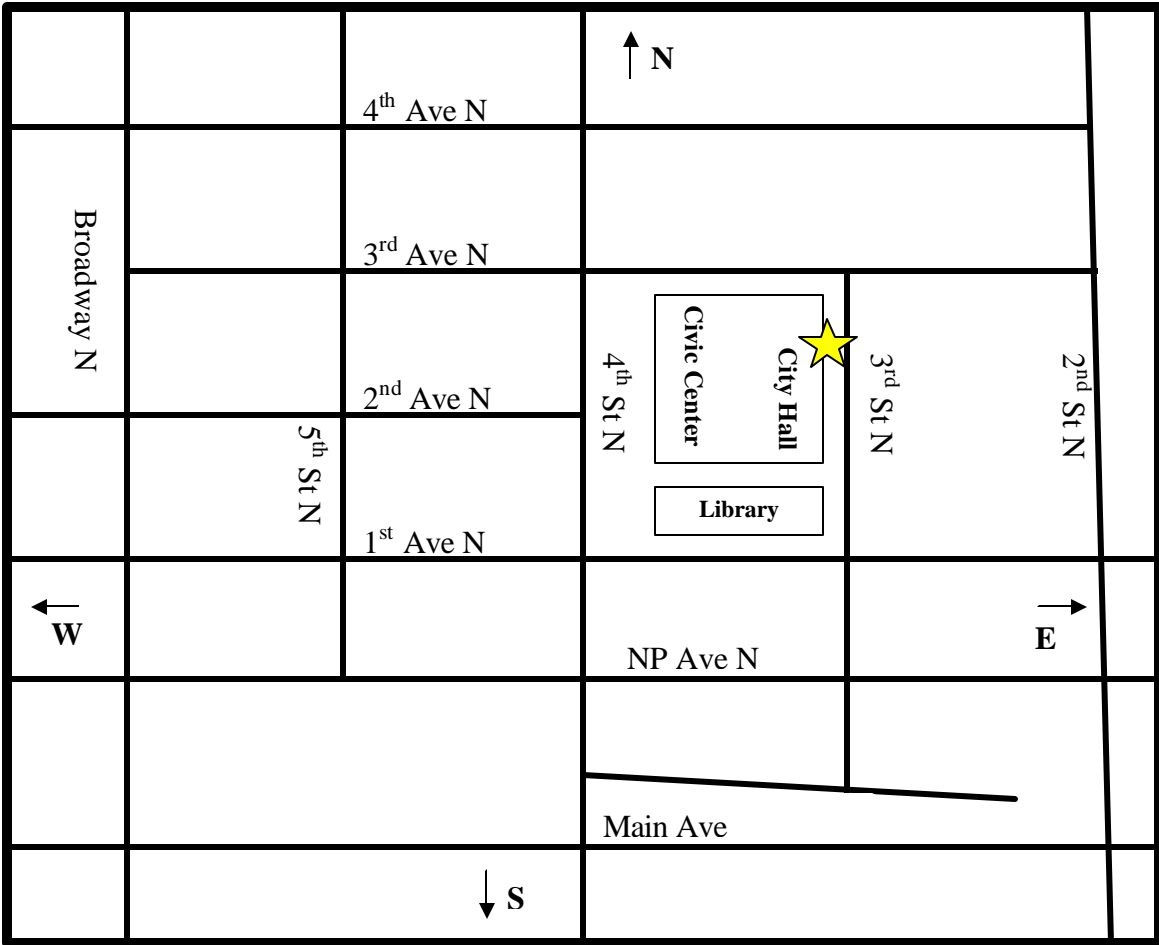 N
4th Ave N
Broadway N
3rd Ave N
Civic Center
City Hall
4th St N
3rd St N
2nd St N
2nd Ave N
5th St N
Library
1st Ave N
W
E
NP Ave N
Main Ave
S